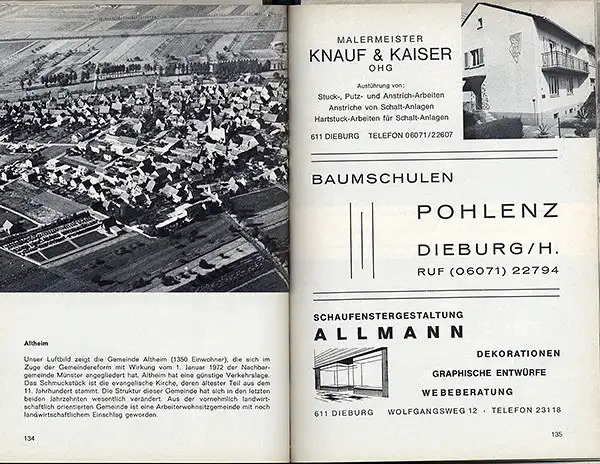 Altheim
Unser Luftbild zeigt die Gemeinde Altheim (1350 Einwohner), die sich im
Zuge der Gemeindereform mit Wirkung vom 1. Januar 1972 der Nachbar-
gemeinde Münster angegliedert hat. Altheim hat eine günstige Verkehrslage.
Das Schmuckstück ist die evangelische Kirche, deren ältester Teil aus dem
11. Jahrhundert stammt. Die Struktur dieser Gemeinde hat sich in den letzten
beiden Jahrzehnten wesentlich verändert. Aus der vornehmlich landwirt-
schaftlich orientierten Gemeinde ist eine Arbeiterwohnsitzgemeinde mit noch
landwirtschaftlichem Einschlag geworden.
134
MALERMEISTER
KNAUF & KAISER
OHG
Ausführung von:
Stuck-, Putz- und Anstrich-Arbeiten
Anstriche von Schalt-Anlagen
Hartstuck-Arbeiten für Schalt-Anlagen
611 DIEBURG TELEFON 06071/22607
BAUMSCHULEN
POHLENZ
DIEBURG/H.
RUF (06071) 22794
SCHAUFENSTERGESTALTUNG
ALLMANN
DEKORATIONEN
GRAPHISCHE ENTWÜRFE
WEBEBERATUNG
611 DIEBURG WOLFGANGSWEG 12 · TELEFON 23118
135